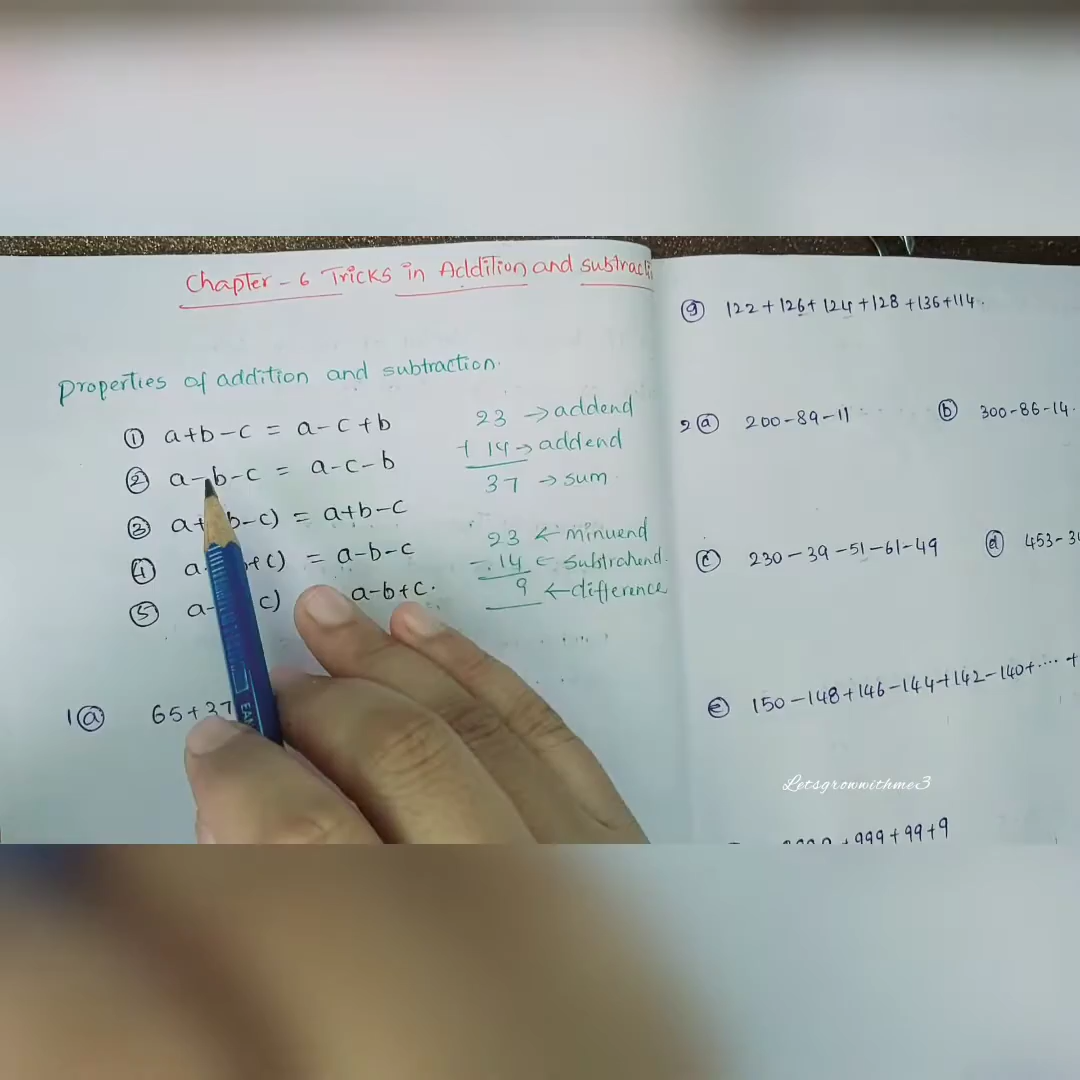 Chapter - 6 Tricks in Addition and subtracti
properties of addition and subtraction.
① a+b-c = a-c+b
② a-b-c = a-c-b
③ a+ b-c) = a+b-c
④ a- +c) = a-b-c
⑤ a- c) a-b+c.
23 → addend
+ 14 → addend
37 → sum
23 ← minuend
- 14 ← subtrahend.
9 ← difference
1 ⓐ 65+37
⑨ 122+126+124+128+136+114.
2 ⓐ 200-89-11
ⓑ 300-86-14.
ⓒ 230-39-51-61-49
ⓓ 453-3
ⓔ 150-148+146-144+142-140+.... +
Letsgrowwithme3
+999+99+9
EA